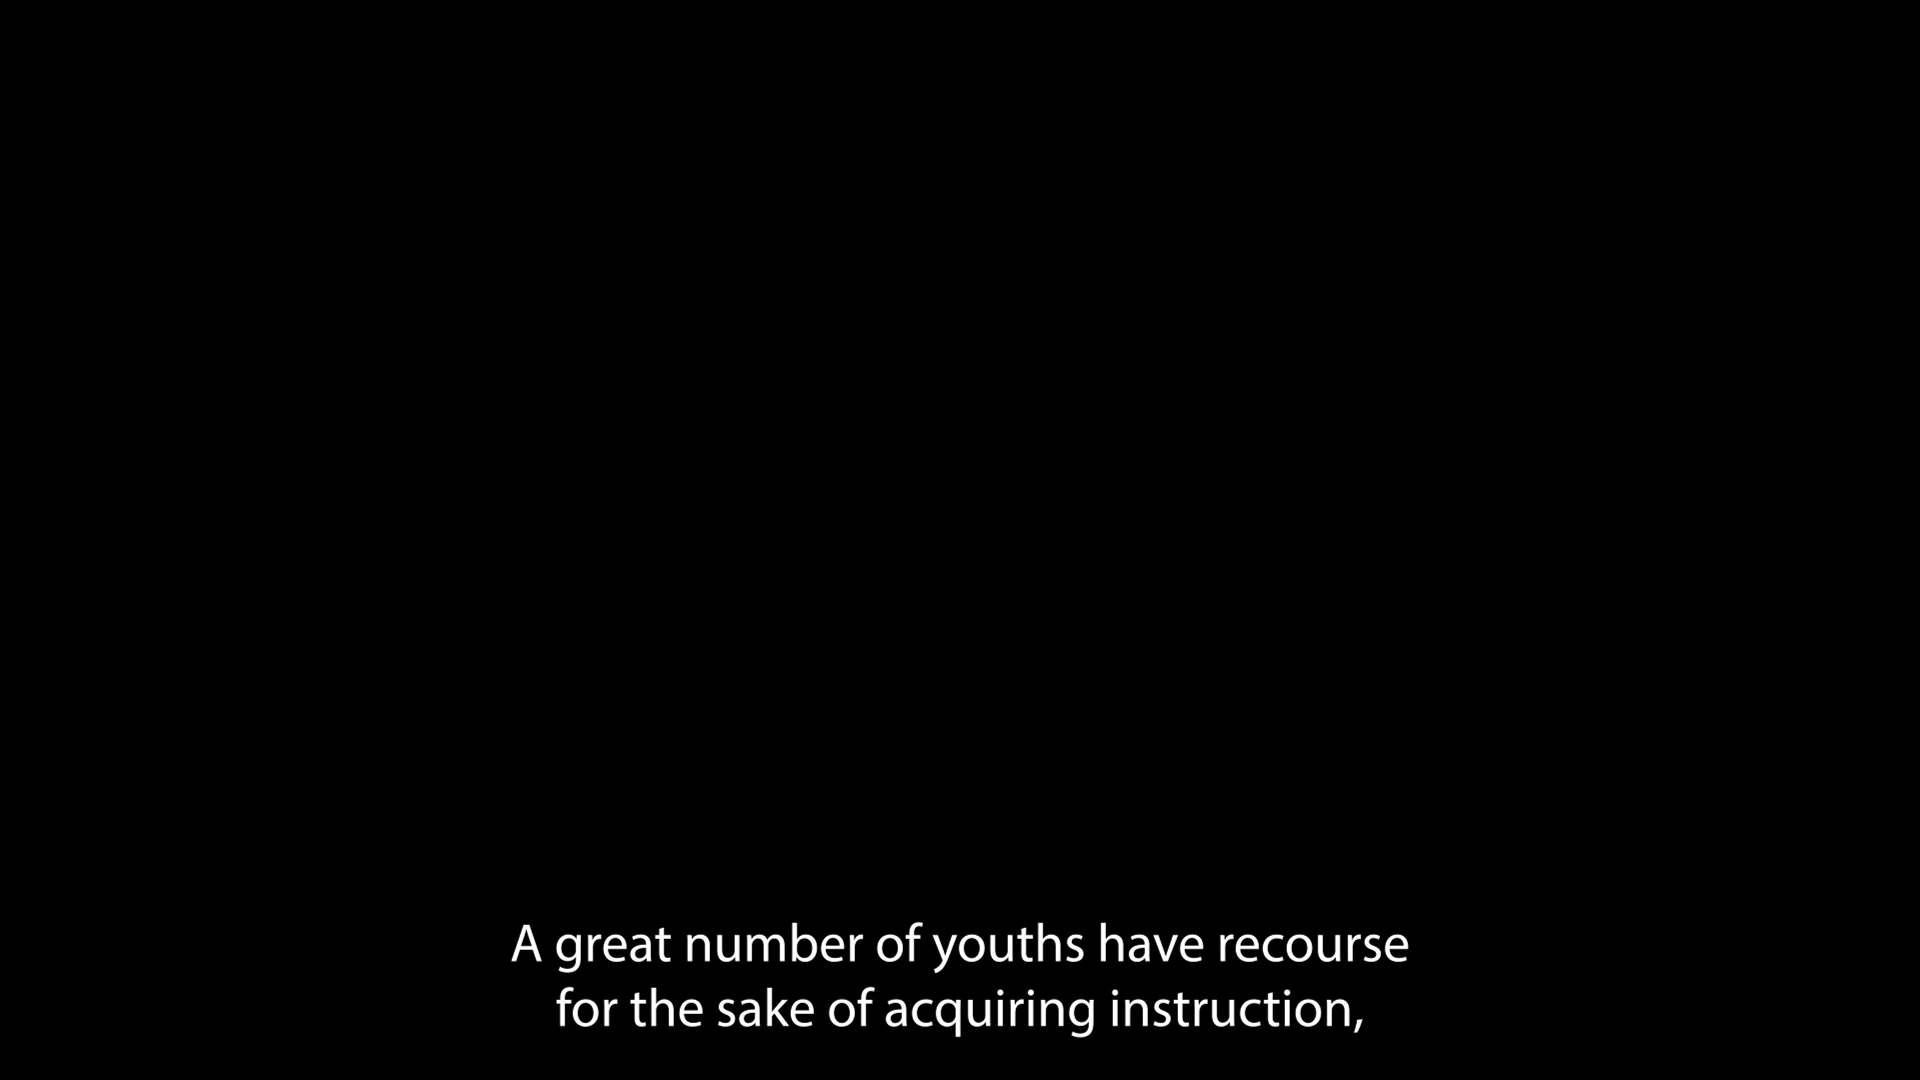 A great number of youths have recourse
for the sake of acquiring instruction,